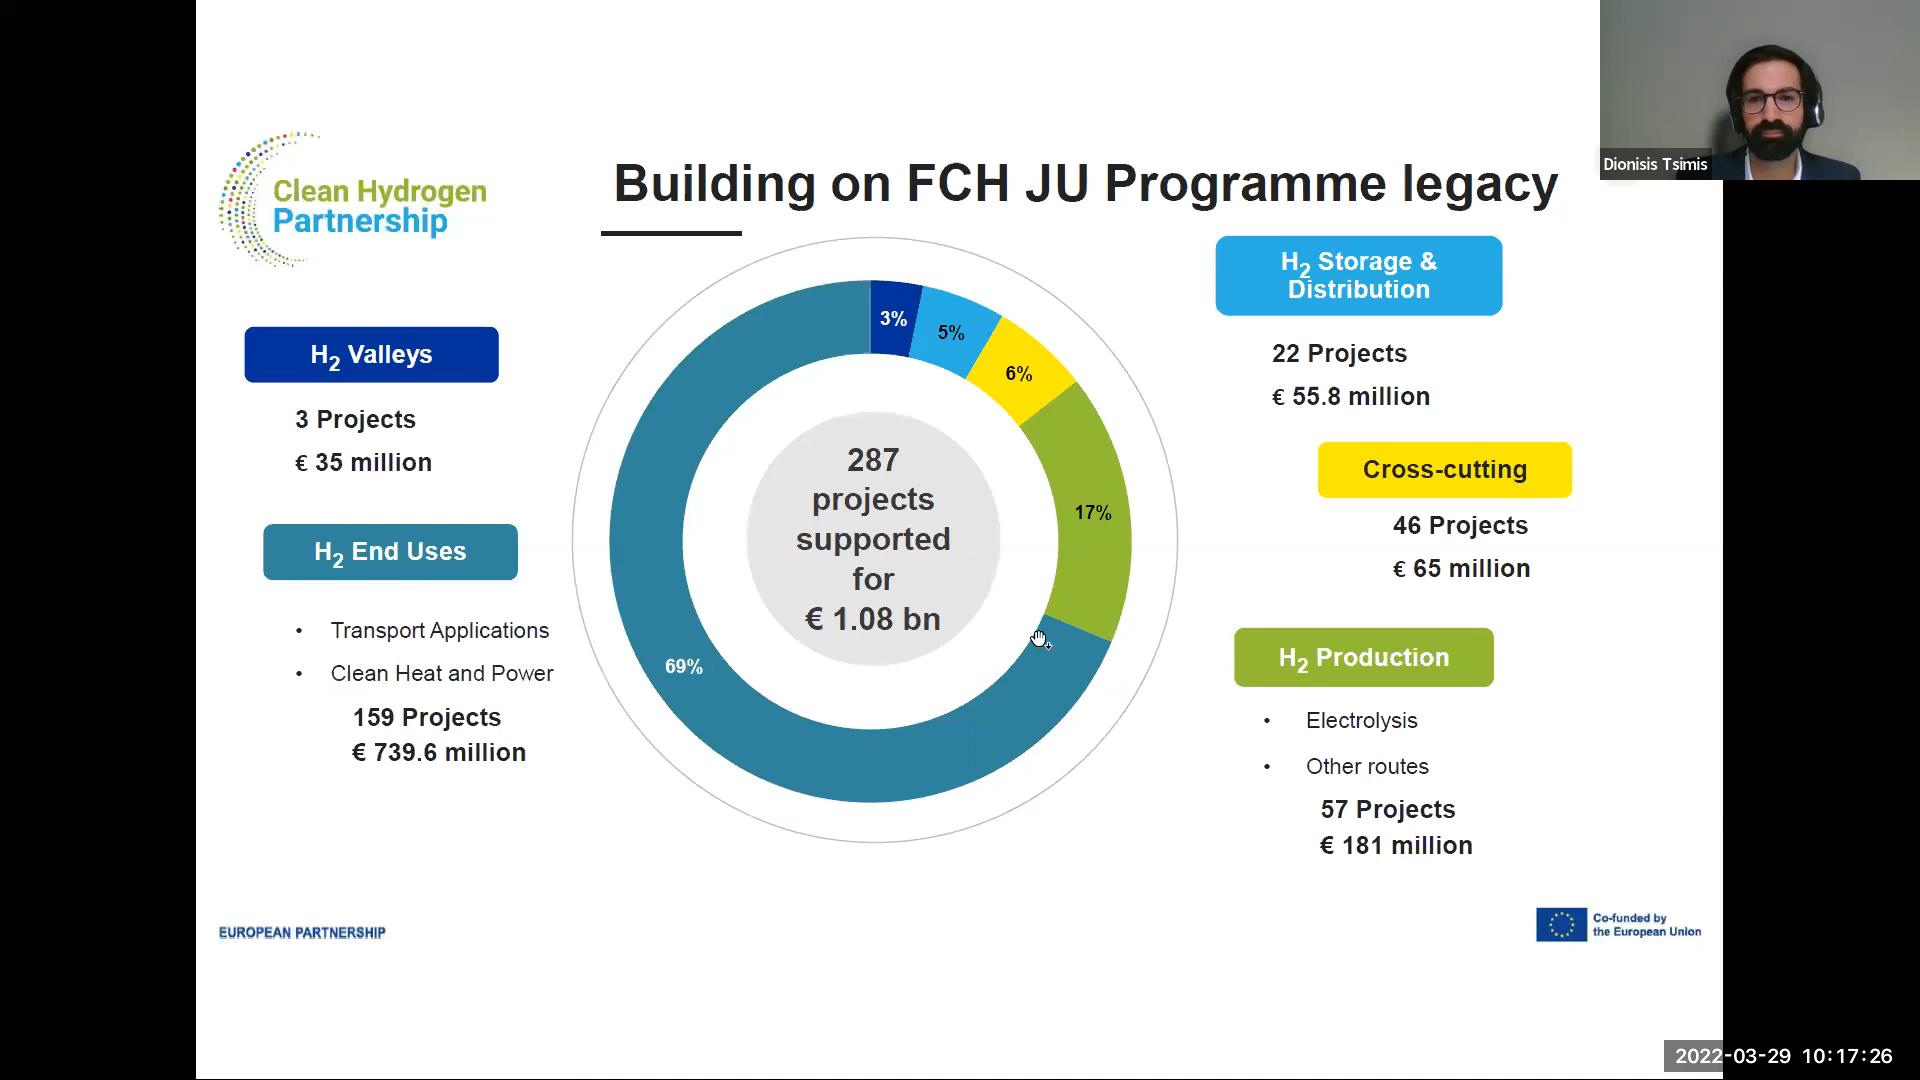 Clean Hydrogen
Partnership
Building on FCH JU Programme legacy
Dionisis Tsimis
H2 Valleys
3 Projects
€ 35 million
H2 End Uses
• Transport Applications
• Clean Heat and Power
159 Projects
€ 739.6 million
3%
5%
6%
17%
69%
287
projects
supported
for
€ 1.08 bn
H2 Storage &
Distribution
22 Projects
€ 55.8 million
Cross-cutting
46 Projects
€ 65 million
H2 Production
• Electrolysis
• Other routes
57 Projects
€ 181 million
EUROPEAN PARTNERSHIP
Co-funded by
the European Union
2022-03-29 10:17:26